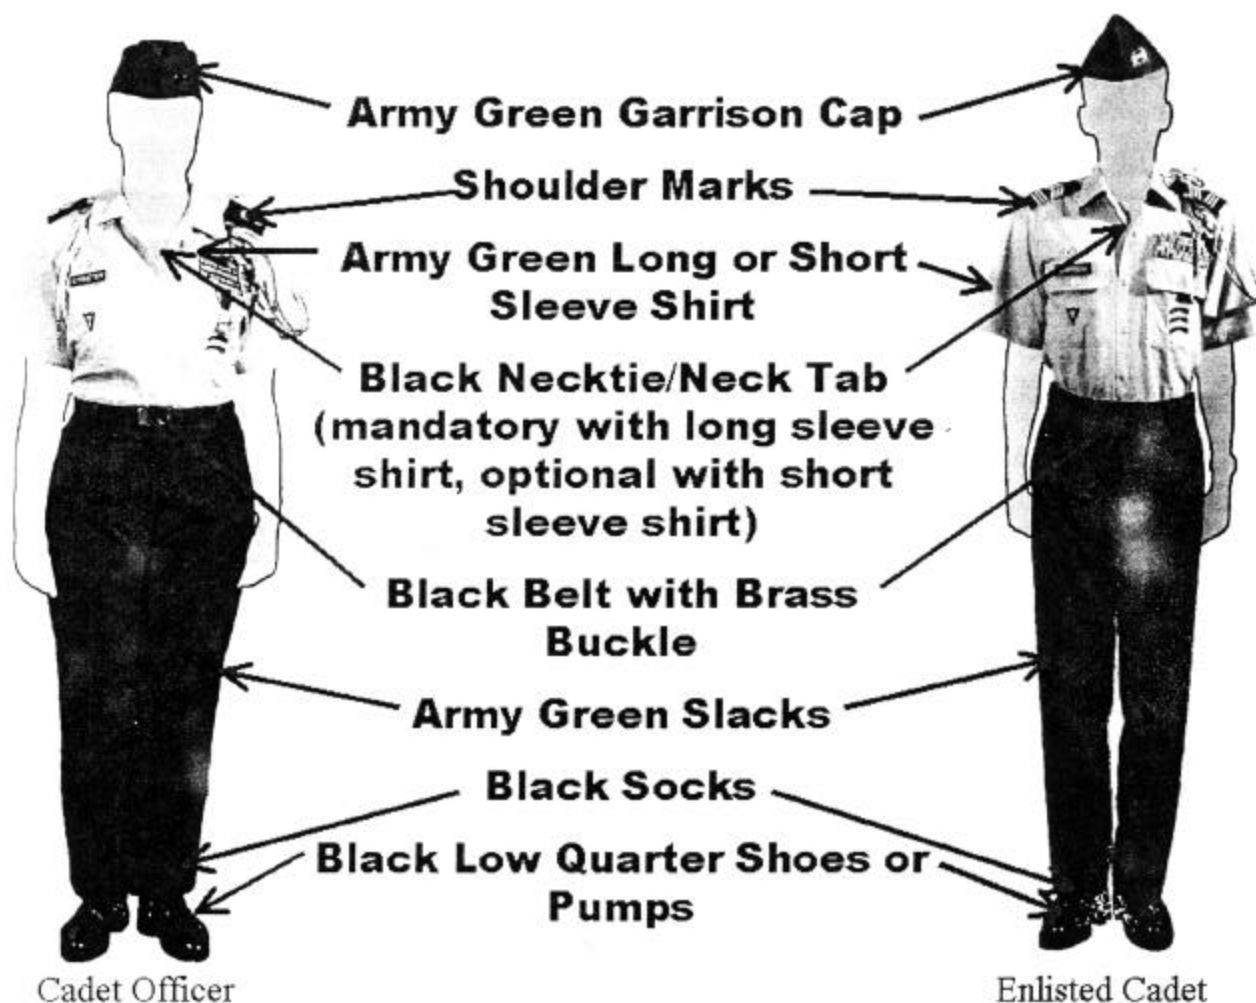 Army Green Garrison Cap
Shoulder Marks
Army Green Long or Short
Sleeve Shirt
Black Necktie/Neck Tab
(mandatory with long sleeve
shirt, optional with short
sleeve shirt)
Black Belt with Brass
Buckle
Army Green Slacks
Black Socks
Black Low Quarter Shoes or
Pumps
Cadet Officer
Enlisted Cadet